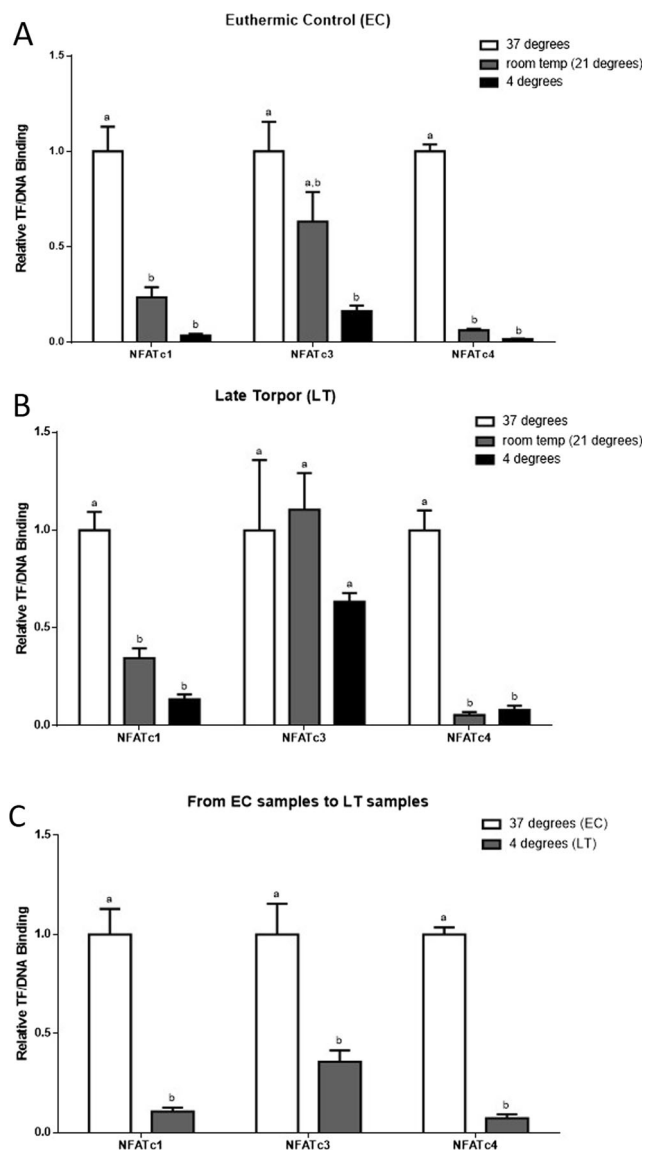 A
Euthermic Control (EC)
37 degrees
room temp (21 degrees)
4 degrees
Relative TF/DNA Binding
1.5
1.0
0.5
0.0
a
b
b
a
a,b
b
a
b
b
NFATc1
NFATc3
NFATc4
B
Late Torpor (LT)
37 degrees
room temp (21 degrees)
4 degrees
Relative TF/DNA Binding
1.5
1.0
0.5
0.0
a
b
b
a
a
a
a
b
b
NFATc1
NFATc3
NFATc4
C
From EC samples to LT samples
37 degrees (EC)
4 degrees (LT)
Relative TF/DNA Binding
1.5
1.0
0.5
0.0
a
b
a
b
a
b
NFATc1
NFATc3
NFATc4